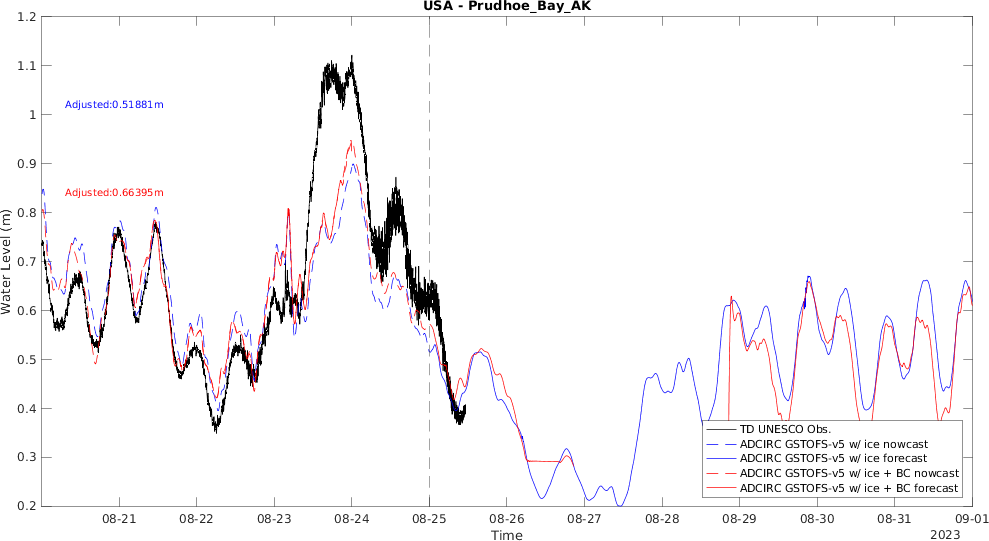 USA - Prudhoe_Bay_AK
1.2
1.1
1
0.9
0.8
0.7
0.6
0.5
0.4
0.3
0.2
Water Level (m)
Adjusted:0.51881m
Adjusted:0.66395m
TD UNESCO Obs.
ADCIRC GSTOFS-v5 w/ ice nowcast
ADCIRC GSTOFS-v5 w/ ice forecast
ADCIRC GSTOFS-v5 w/ ice + BC nowcast
ADCIRC GSTOFS-v5 w/ ice + BC forecast
08-21 08-22 08-23 08-24 08-25 08-26 08-27 08-28 08-29 08-30 08-31 09-01
Time
2023